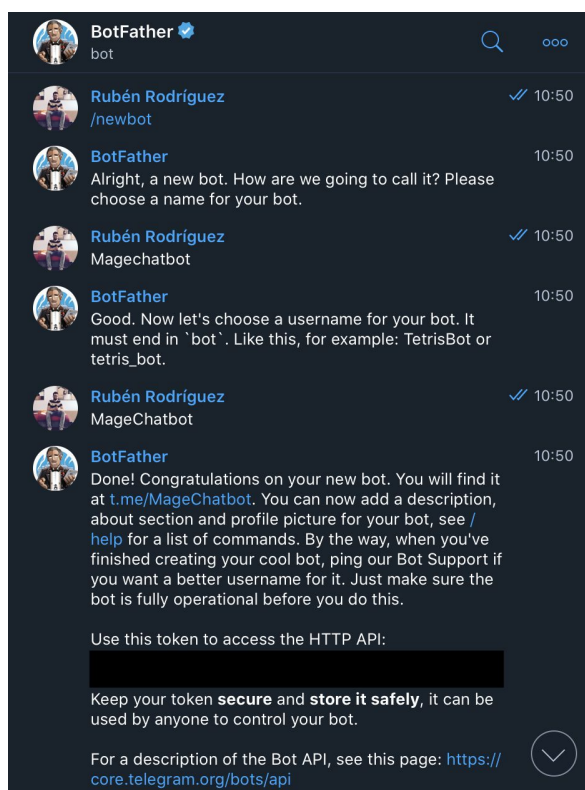 BotFather
bot
Rubén Rodríguez 10:50
/newbot
BotFather 10:50
Alright, a new bot. How are we going to call it? Please
choose a name for your bot.
Rubén Rodríguez 10:50
Magechatbot
BotFather 10:50
Good. Now let's choose a username for your bot. It
must end in `bot`. Like this, for example: TetrisBot or
tetris_bot.
Rubén Rodríguez 10:50
MageChatbot
BotFather 10:50
Done! Congratulations on your new bot. You will find it
at t.me/MageChatbot. You can now add a description,
about section and profile picture for your bot, see /
help for a list of commands. By the way, when you've
finished creating your cool bot, ping our Bot Support if
you want a better username for it. Just make sure the
bot is fully operational before you do this.
Use this token to access the HTTP API:
Keep your token secure and store it safely, it can be
used by anyone to control your bot.
For a description of the Bot API, see this page: https://
core.telegram.org/bots/api